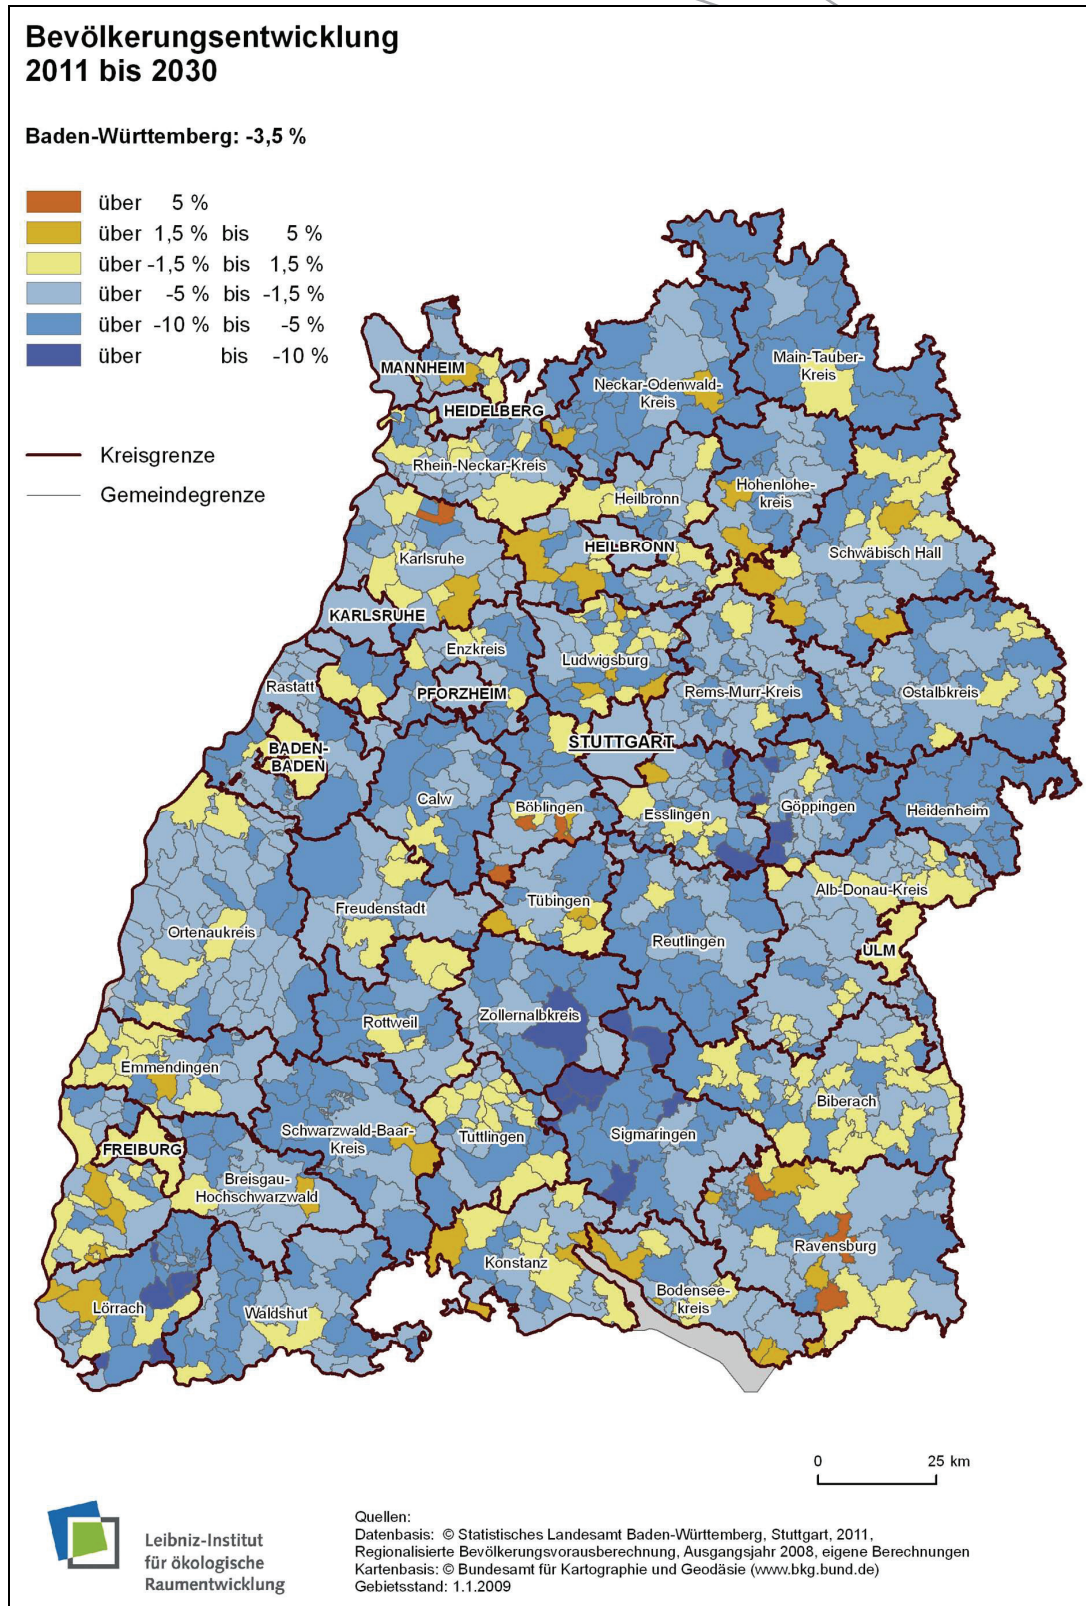 Bevölkerungsentwicklung
2011 bis 2030
Baden-Württemberg: -3,5 %
über 5 %
über 1,5 % bis 5 %
über -1,5 % bis 1,5 %
über -5 % bis -1,5 %
über -10 % bis -5 %
über bis -10 %
Kreisgrenze
Gemeindegrenze
Main-Tauber-
Kreis
MANNHEIM
Neckar-Odenwald-
Kreis
HEIDELBERG
Rhein-Neckar-Kreis
Heilbronn
Hohenlohe-
kreis
HEILBRONN
Schwäbisch Hall
Karlsruhe
KARLSRUHE
Enzkreis
Ludwigsburg
Rastatt
PFORZHEIM
Rems-Murr-Kreis
Ostalbkreis
BADEN-
BADEN
STUTTGART
Calw
Böblingen
Esslingen
Göppingen
Heidenheim
Alb-Donau-Kreis
Tübingen
Freudenstadt
Ortenaukreis
Reutlingen
ULM
Zollernalbkreis
Rottweil
Emmendingen
Biberach
Schwarzwald-Baar-
Kreis
Tuttlingen
Sigmaringen
FREIBURG
Breisgau-
Hochschwarzwald
Ravensburg
Konstanz
Bodensee-
kreis
Lörrach
Waldshut
0 25 km
Leibniz-Institut
für ökologische
Raumentwicklung
Quellen:
Datenbasis: © Statistisches Landesamt Baden-Württemberg, Stuttgart, 2011,
Regionalisierte Bevölkerungsvorausberechnung, Ausgangsjahr 2008, eigene Berechnungen
Kartenbasis: © Bundesamt für Kartographie und Geodäsie (www.bkg.bund.de)
Gebietsstand: 1.1.2009